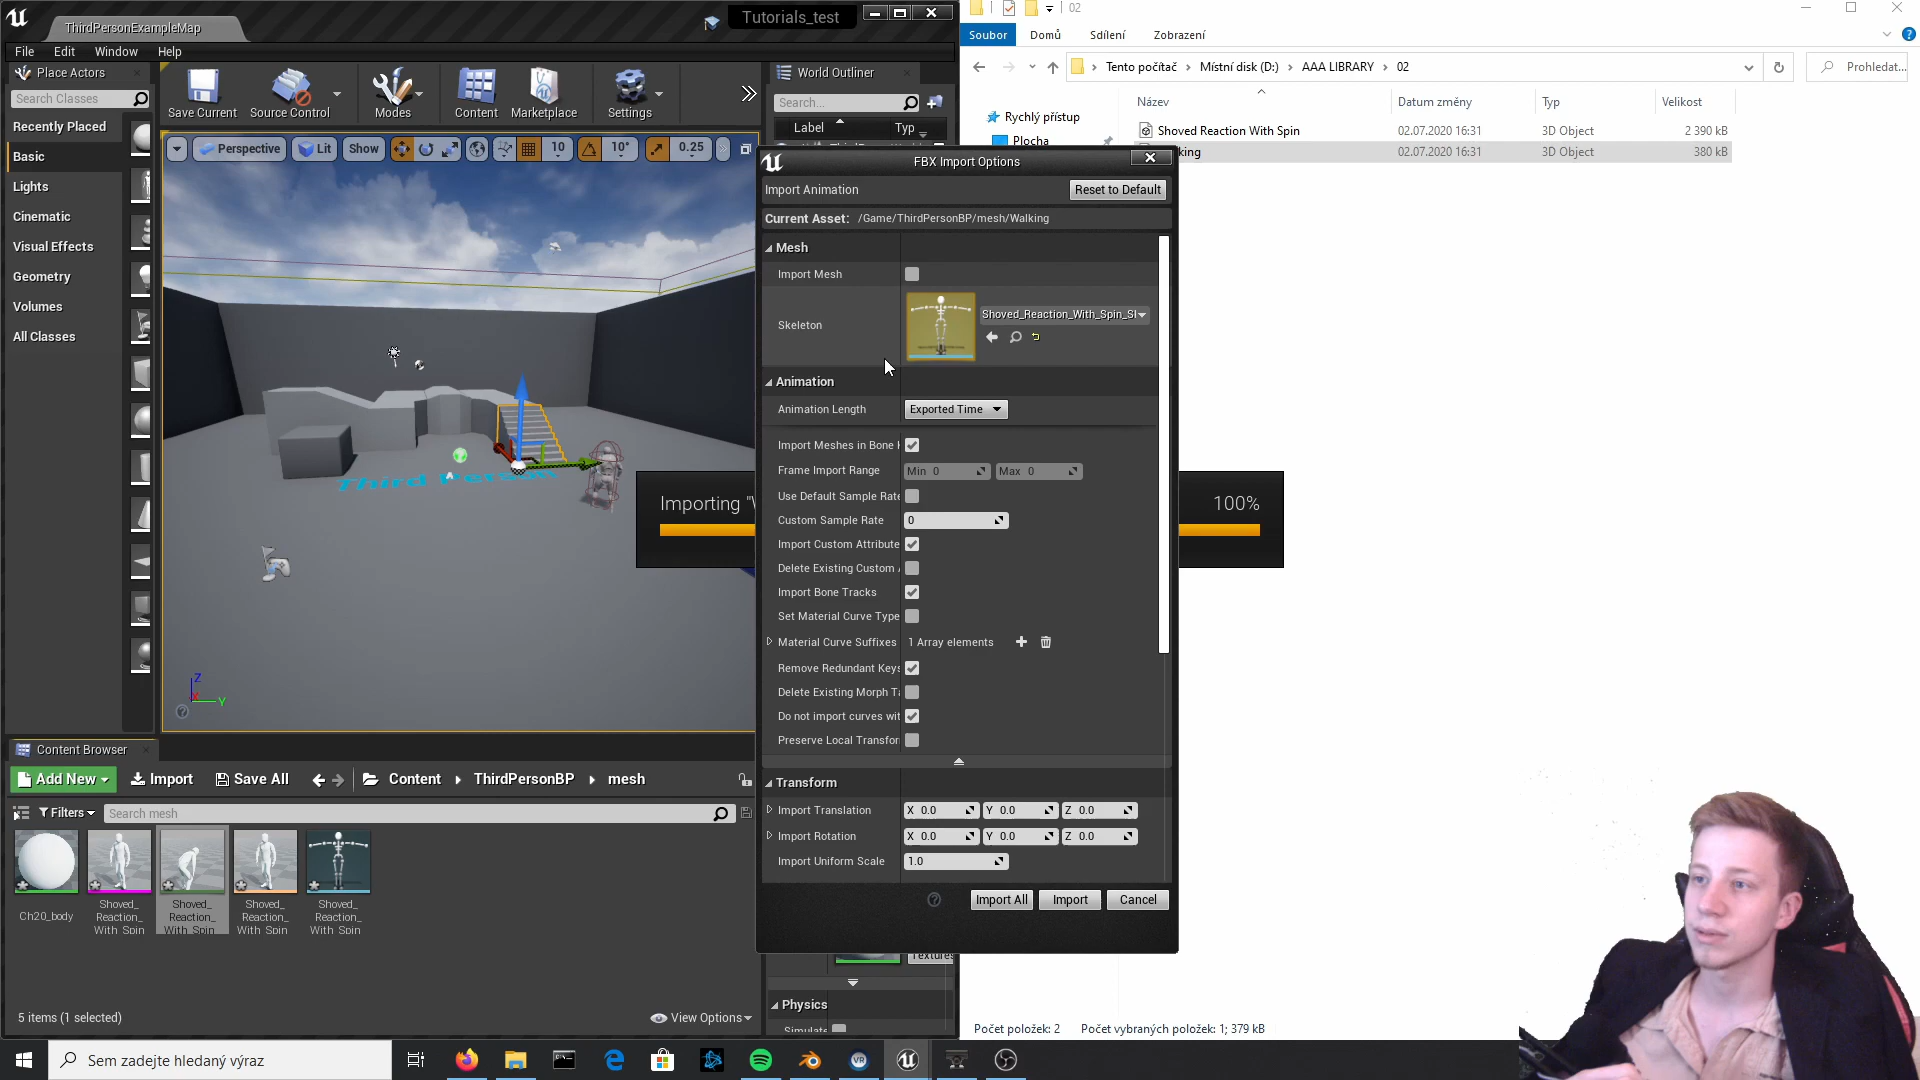 ThirdPersonExampleMap
Tutorials_test
File Edit Window Help
Place Actors
Search Classes
Recently Placed
Basic
Lights
Cinematic
Visual Effects
Geometry
Volumes
All Classes
Save Current
Source Control
Modes
Content
Marketplace
Settings
World Outliner
Search...
Label
Typ
Perspective
Lit
Show
10
10°
0.25
Third Person
Z
X
Y
Importing "
100%
FBX Import Options
Import Animation
Reset to Default
Current Asset: /Game/ThirdPersonBP/mesh/Walking
Mesh
Import Mesh
Skeleton
Shoved_Reaction_With_Spin_Sk
Animation
Animation Length
Exported Time
Import Meshes in Bone
Frame Import Range
Min 0
Max 0
Use Default Sample Rate
Custom Sample Rate
0
Import Custom Attribute
Delete Existing Custom
Import Bone Tracks
Set Material Curve Type
Material Curve Suffixes
1 Array elements
Remove Redundant Keys
Delete Existing Morph Ta
Do not import curves wit
Preserve Local Transfor
Transform
Import Translation
X 0.0
Y 0.0
Z 0.0
Import Rotation
X 0.0
Y 0.0
Z 0.0
Import Uniform Scale
1.0
Import All
Import
Cancel
Textures
Physics
Simulate
Content Browser
Add New
Import
Save All
Content
ThirdPersonBP
mesh
Filters
Search mesh
Ch20_body
Shoved_
Reaction_
With_Spin
Shoved_
Reaction_
With_Spin
Shoved_
Reaction_
With_Spin
Shoved_
Reaction_
With_Spin
5 items (1 selected)
View Options
02
Soubor
Domů
Sdílení
Zobrazení
Tento počítač
Místní disk (D:)
AAA LIBRARY
02
Prohledat...
Rychlý přístup
Plocha
Název
Datum změny
Typ
Velikost
Shoved Reaction With Spin
02.07.2020 16:31
3D Object
2 390 kB
king
02.07.2020 16:31
3D Object
380 kB
Počet položek: 2
Počet vybraných položek: 1; 379 kB
Sem zadejte hledaný výraz